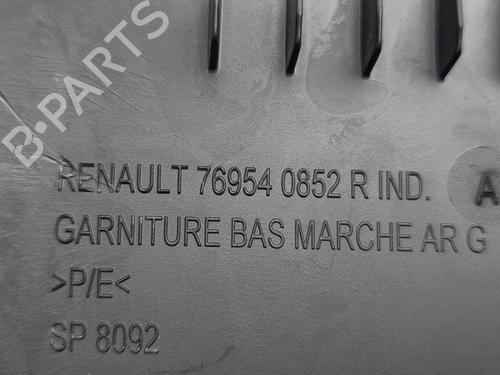 B-PARTS
RENAULT 76954 0852 R IND. A
GARNITURE BAS MARCHE AR G
>P/E<
SP 8092